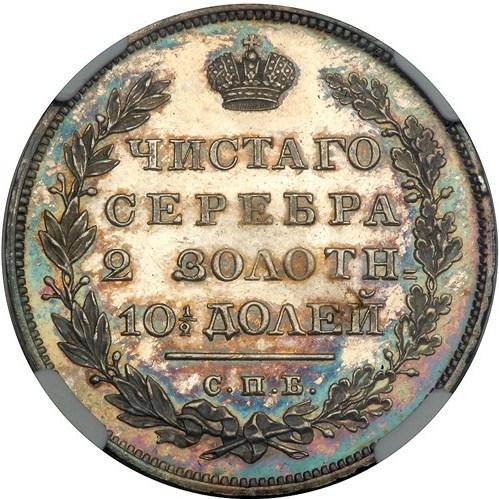 ЧИСТАГО
СЕРЕБРА
2 ЗОЛОТН-
10½ ДОЛЕЙ
С.П.Б.